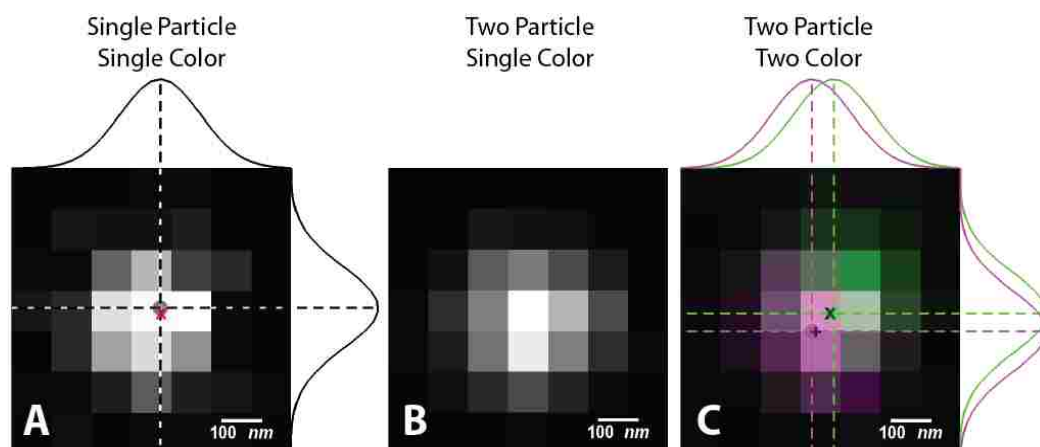 Single Particle
Single Color
Two Particle
Single Color
Two Particle
Two Color
x
x
+
A
100 nm
B
100 nm
C
100 nm